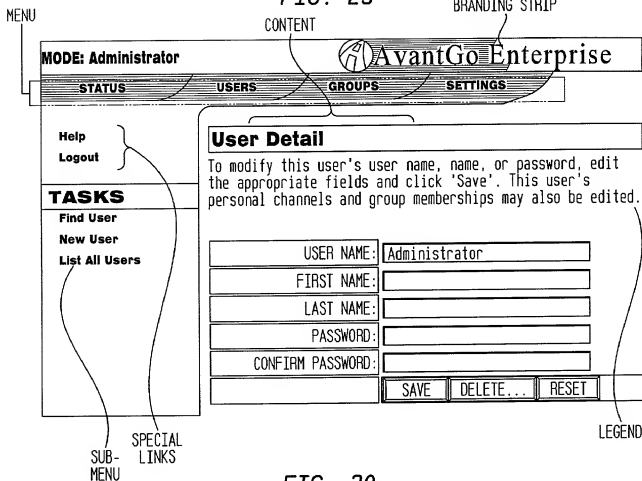 MENU
CONTENT
BRANDING STRIP
MODE: Administrator
AvantGo Enterprise
STATUS USERS GROUPS SETTINGS
Help
Logout
User Detail
To modify this user's user name, name, or password, edit
the appropriate fields and click 'Save'. This user's
personal channels and group memberships may also be edited.
TASKS
Find User
New User
List All Users
USER NAME: Administrator
FIRST NAME:
LAST NAME:
PASSWORD:
CONFIRM PASSWORD:
SAVE DELETE... RESET
LEGEND
SUB-
MENU
SPECIAL
LINKS